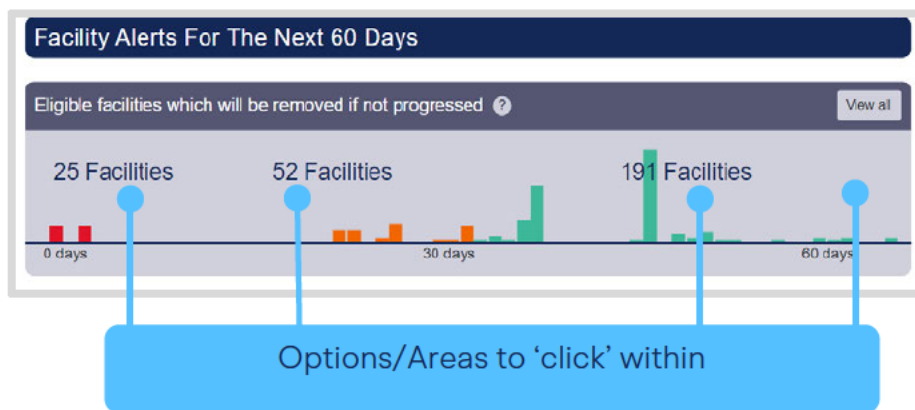 Facility Alerts For The Next 60 Days
Eligible facilities which will be removed if not progressed ? View all
25 Facilities 52 Facilities 191 Facilities
0 days 30 days 60 days
Options/Areas to ‘click’ within